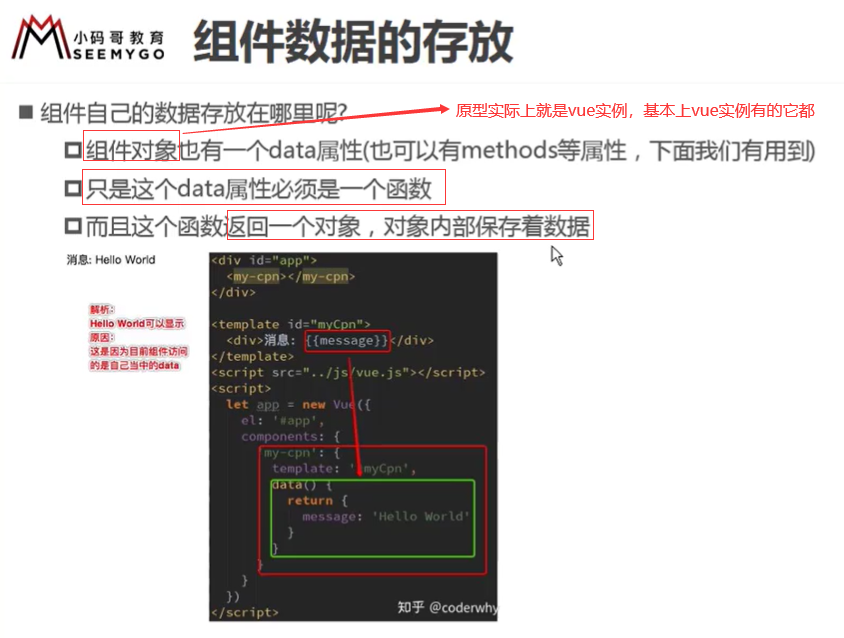 小码哥教育
SEEMYGO
组件数据的存放
组件自己的数据存放在哪里呢?
原型实际上就是vue实例，基本上vue实例有的它都
组件对象也有一个data属性(也可以有methods等属性，下面我们有用到)
只是这个data属性必须是一个函数
而且这个函数返回一个对象，对象内部保存着数据
消息: Hello World
解析:
Hello World可以显示
原因:
这是因为目前组件访问
的是自己当中的data
<div id="app">
<my-cpn></my-cpn>
</div>
<template id="myCpn">
<div>消息: {{message}}</div>
</template>
<script src="../js/vue.js"></script>
<script>
let app = new Vue({
el: '#app',
components: {
'my-cpn': {
template: '#myCpn',
data() {
return {
message: 'Hello World'
}
}
}
}
})
</script>
知乎 @coderwhy